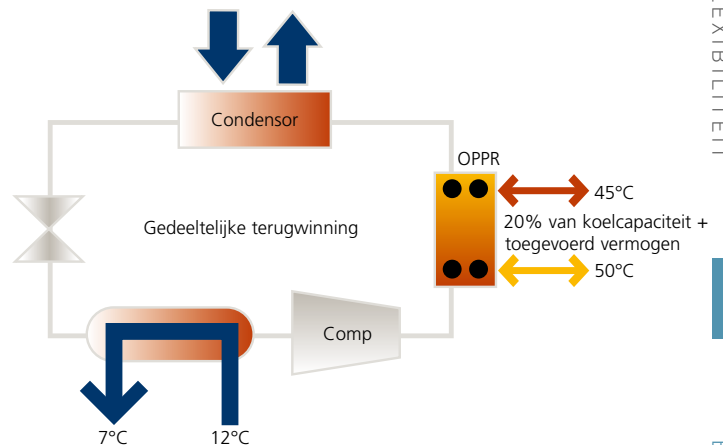 Condensor
OPPR
45°C
Gedeeltelijke terugwinning
20% van koelcapaciteit +
toegevoerd vermogen
50°C
Comp
7°C
12°C